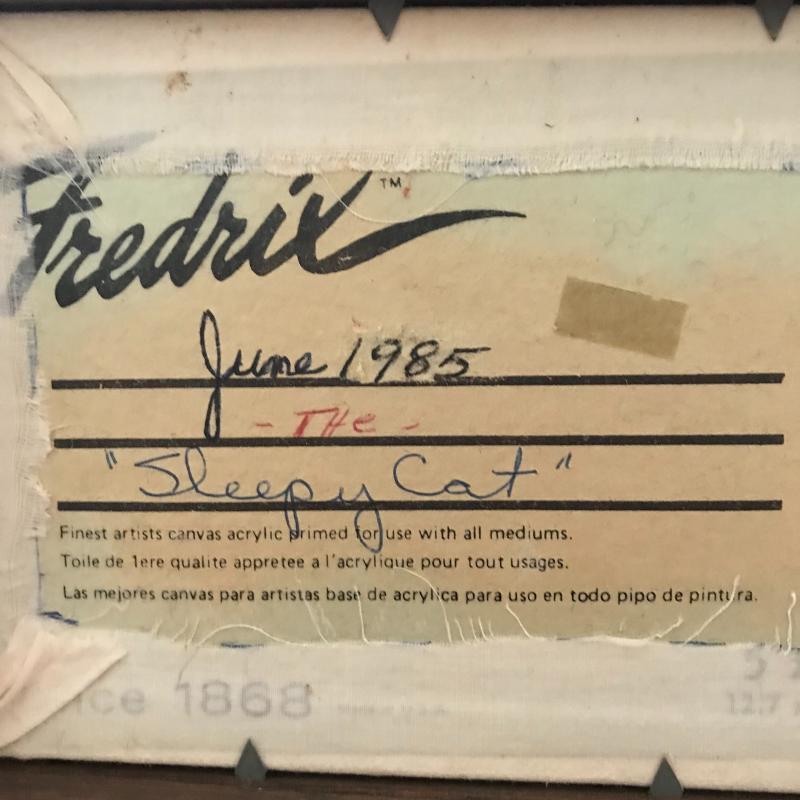 Fredrix™
June 1985
- THe -
"Sleepy Cat"
Finest artists canvas acrylic primed for use with all mediums.
Toile de 1ere qualite appretee a l'acrylique pour tout usages.
Las mejores canvas para artistas base de acrylica para uso en todo pipo de pintura.
1868
12.7